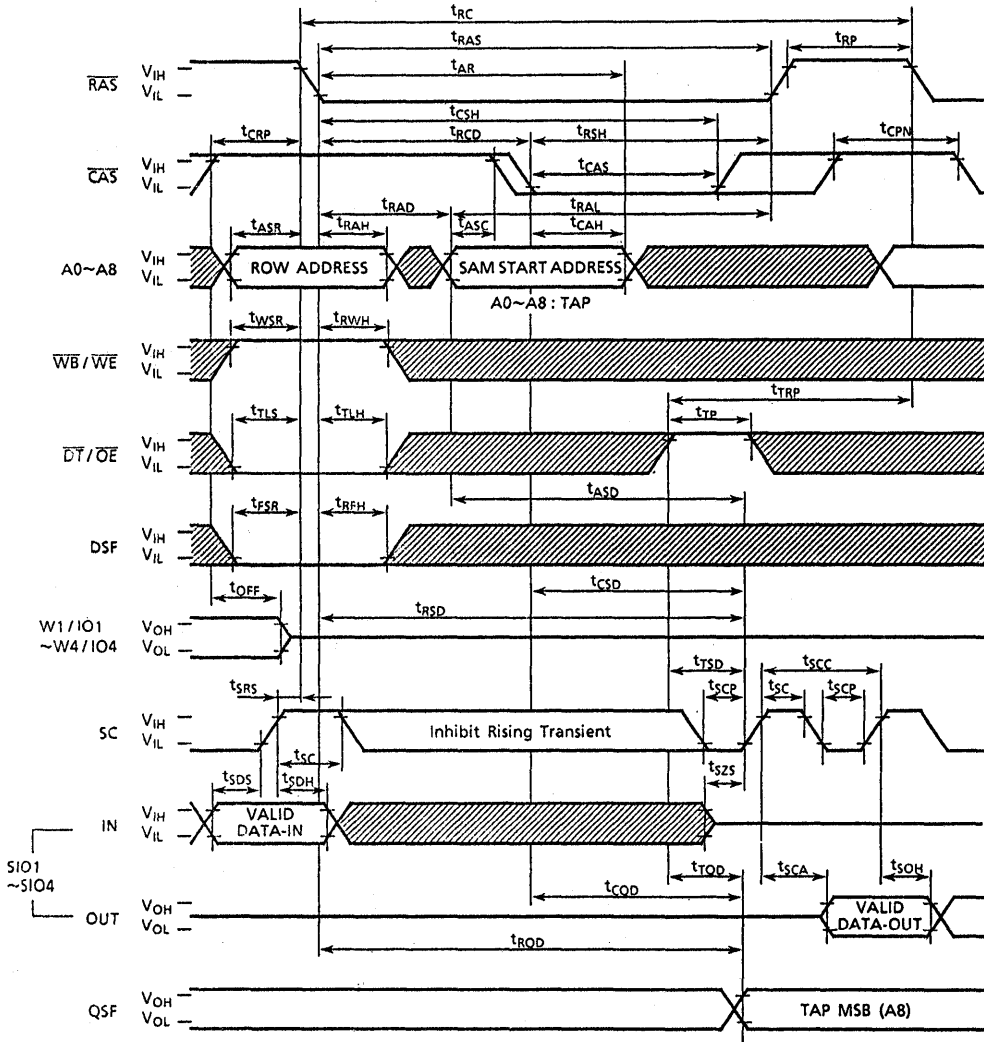 tRC
tRAS tRP
tAR
RAS VIH
VIL
tCSH
tCRP tRCD tRSH tCPN
CAS VIH
VIL
tCAS
tRAD tRAL
tASR tRAH tASC tCAH
A0~A8 VIH
VIL
ROW ADDRESS SAM START ADDRESS
A0~A8 : TAP
tWSR tRWH
WB/WE VIH
VIL
tTRP
tTLS tTLH tTP
DT/OE VIH
VIL
tASD
tFSR tRFH
DSF VIH
VIL
tOFF tCSD
tRSD
W1/IO1
~W4/IO4
VOH
VOL
tTSD tSCC
tSRS tSCP tSC tSCP
SC VIH
VIL
Inhibit Rising Transient
tSC
tSDS tSDH tSZS
IN VIH
VIL
VALID
DATA-IN
SIO1
~SIO4
tTQD tSCA tSOH
tCQD
OUT VOH
VOL
VALID
DATA-OUT
tRQD
QSF VOH
VOL
TAP MSB (A8)